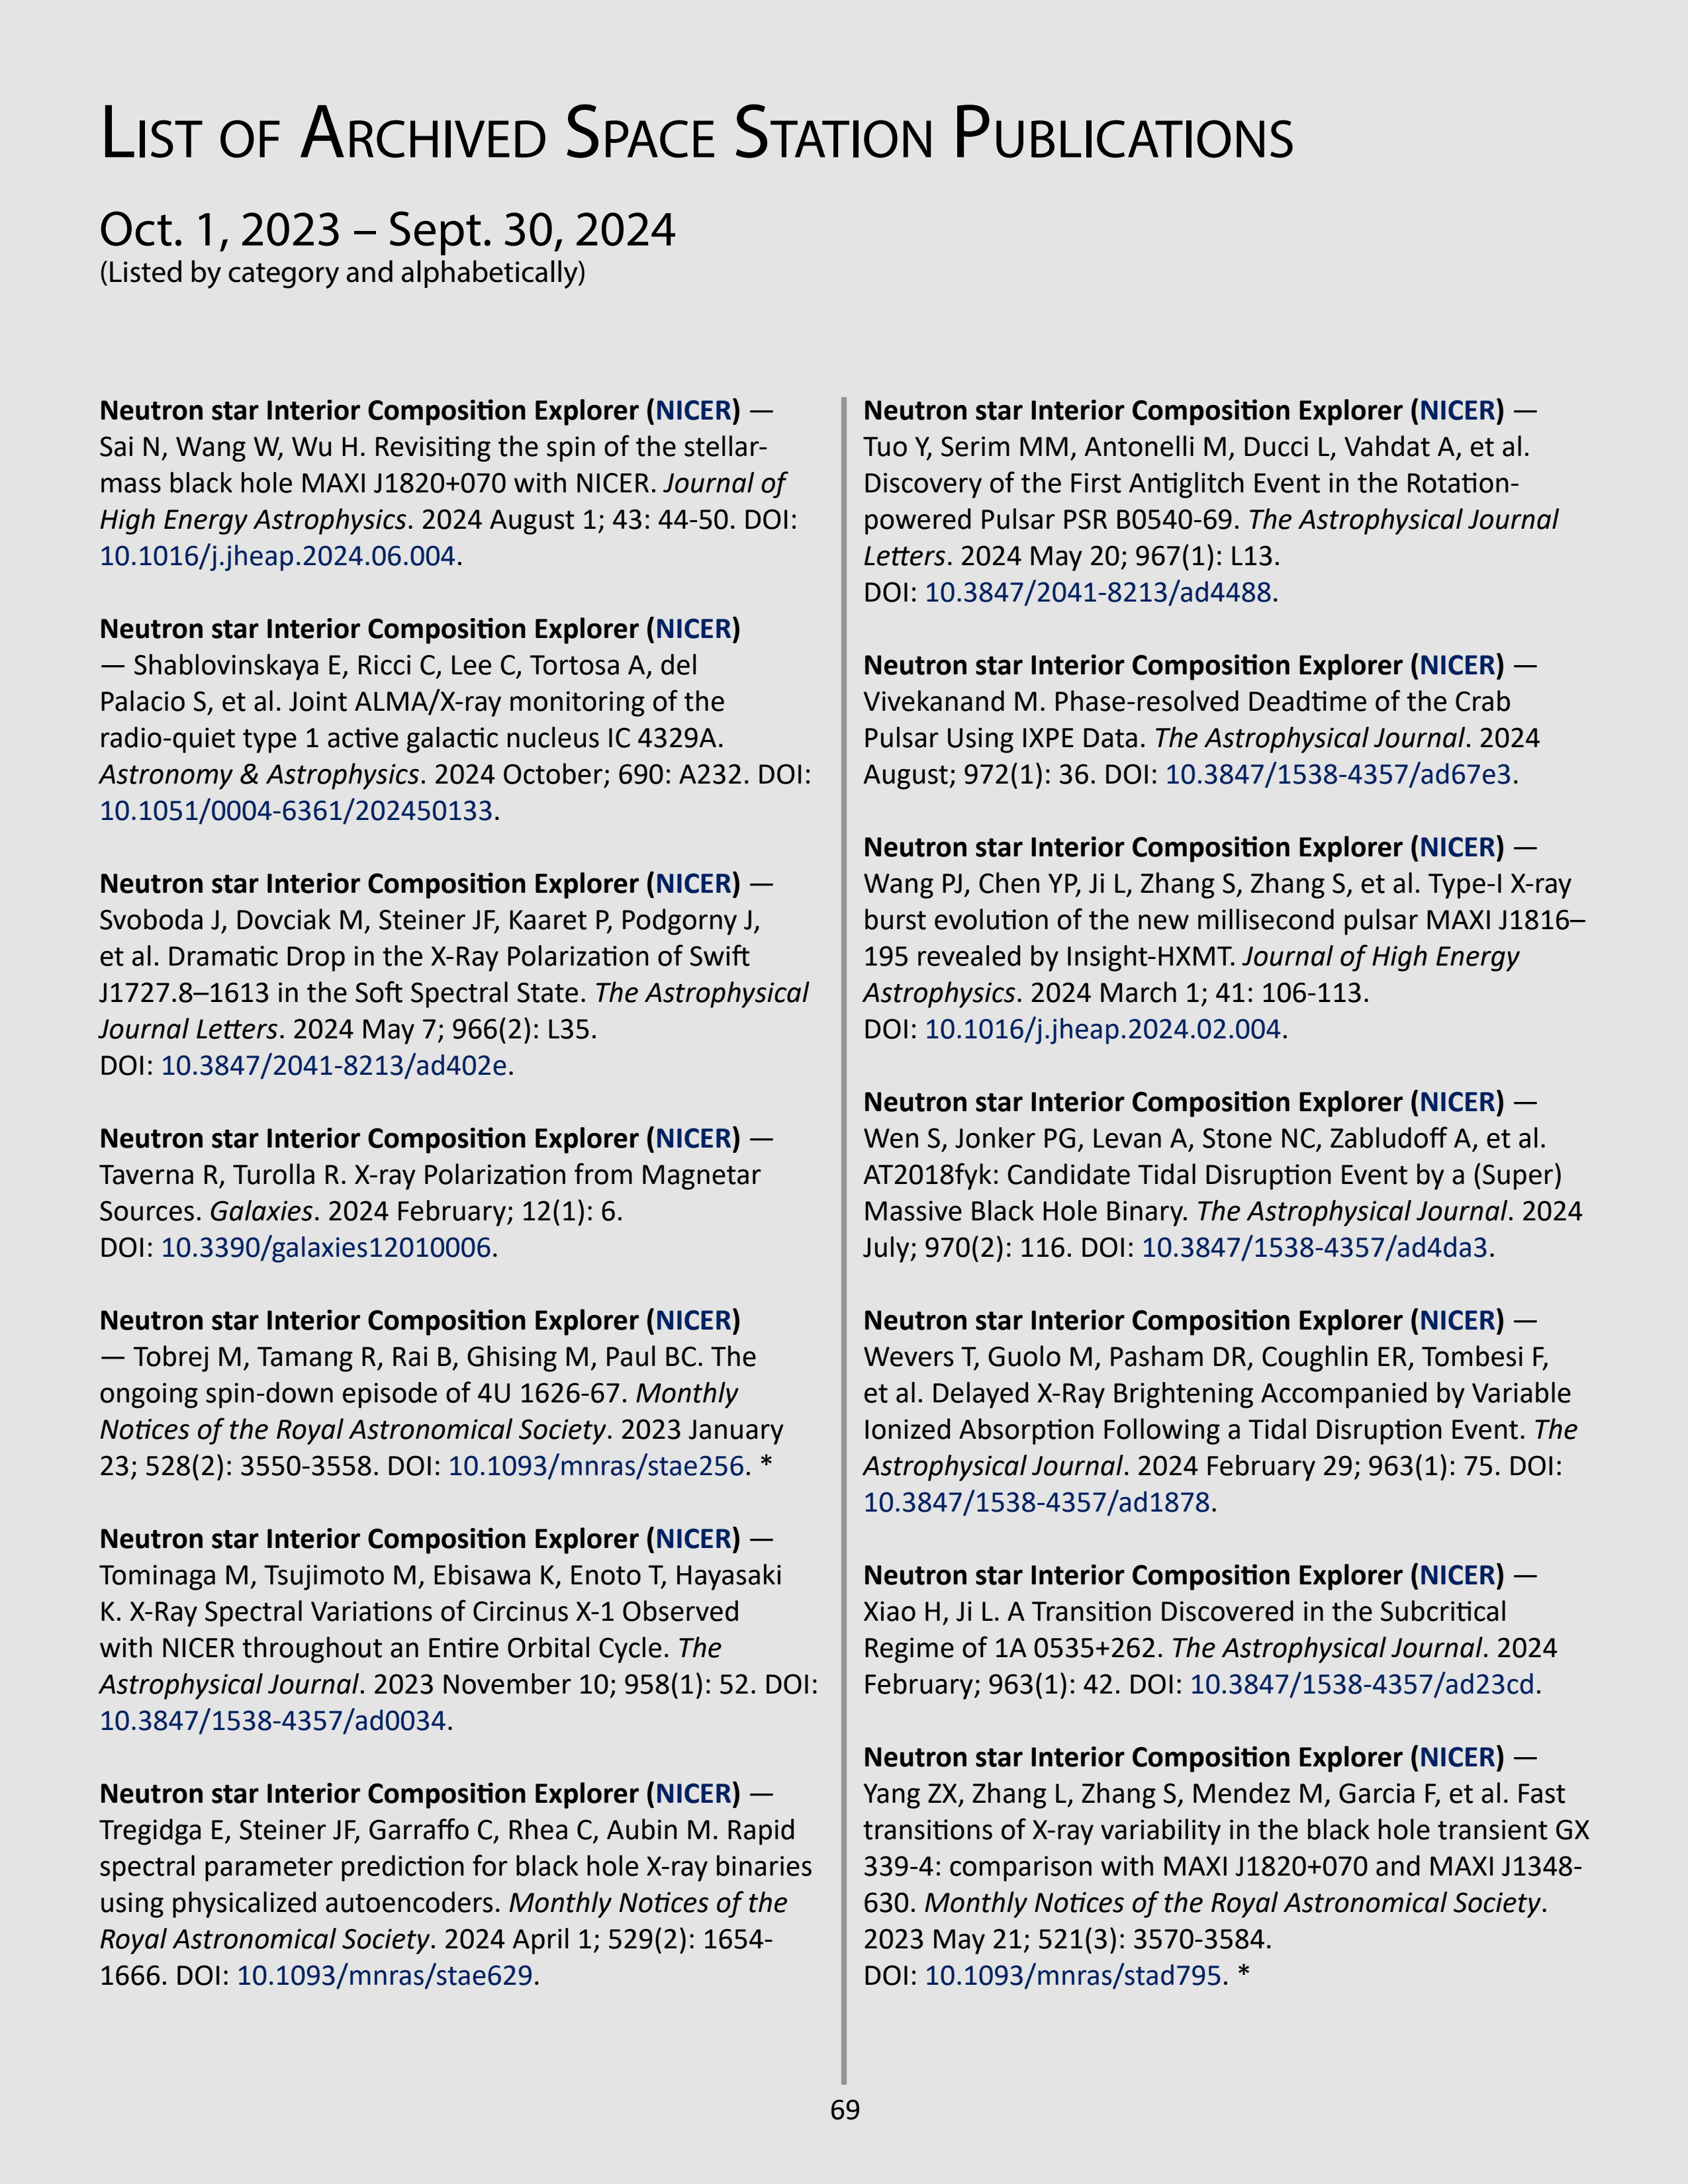 List of Archived Space Station Publications
Oct. 1, 2023 – Sept. 30, 2024
(Listed by category and alphabetically)
Neutron star Interior Composition Explorer (NICER) —
Sai N, Wang W, Wu H. Revisiting the spin of the stellar-
mass black hole MAXI J1820+070 with NICER. Journal of
High Energy Astrophysics. 2024 August 1; 43: 44-50. DOI:
10.1016/j.jheap.2024.06.004.
Neutron star Interior Composition Explorer (NICER)
— Shablovinskaya E, Ricci C, Lee C, Tortosa A, del
Palacio S, et al. Joint ALMA/X-ray monitoring of the
radio-quiet type 1 active galactic nucleus IC 4329A.
Astronomy & Astrophysics. 2024 October; 690: A232. DOI:
10.1051/0004-6361/202450133.
Neutron star Interior Composition Explorer (NICER) —
Svoboda J, Dovciak M, Steiner JF, Kaaret P, Podgorny J,
et al. Dramatic Drop in the X-Ray Polarization of Swift
J1727.8–1613 in the Soft Spectral State. The Astrophysical
Journal Letters. 2024 May 7; 966(2): L35.
DOI: 10.3847/2041-8213/ad402e.
Neutron star Interior Composition Explorer (NICER) —
Taverna R, Turolla R. X-ray Polarization from Magnetar
Sources. Galaxies. 2024 February; 12(1): 6.
DOI: 10.3390/galaxies12010006.
Neutron star Interior Composition Explorer (NICER)
— Tobrej M, Tamang R, Rai B, Ghising M, Paul BC. The
ongoing spin-down episode of 4U 1626-67. Monthly
Notices of the Royal Astronomical Society. 2023 January
23; 528(2): 3550-3558. DOI: 10.1093/mnras/stae256. *
Neutron star Interior Composition Explorer (NICER) —
Tominaga M, Tsujimoto M, Ebisawa K, Enoto T, Hayasaki
K. X-Ray Spectral Variations of Circinus X-1 Observed
with NICER throughout an Entire Orbital Cycle. The
Astrophysical Journal. 2023 November 10; 958(1): 52. DOI:
10.3847/1538-4357/ad0034.
Neutron star Interior Composition Explorer (NICER) —
Tregidga E, Steiner JF, Garraffo C, Rhea C, Aubin M. Rapid
spectral parameter prediction for black hole X-ray binaries
using physicalized autoencoders. Monthly Notices of the
Royal Astronomical Society. 2024 April 1; 529(2): 1654-
1666. DOI: 10.1093/mnras/stae629.
Neutron star Interior Composition Explorer (NICER) —
Tuo Y, Serim MM, Antonelli M, Ducci L, Vahdat A, et al.
Discovery of the First Antiglitch Event in the Rotation-
powered Pulsar PSR B0540-69. The Astrophysical Journal
Letters. 2024 May 20; 967(1): L13.
DOI: 10.3847/2041-8213/ad4488.
Neutron star Interior Composition Explorer (NICER) —
Vivekanand M. Phase-resolved Deadtime of the Crab
Pulsar Using IXPE Data. The Astrophysical Journal. 2024
August; 972(1): 36. DOI: 10.3847/1538-4357/ad67e3.
Neutron star Interior Composition Explorer (NICER) —
Wang PJ, Chen YP, Ji L, Zhang S, Zhang S, et al. Type-I X-ray
burst evolution of the new millisecond pulsar MAXI J1816–
195 revealed by Insight-HXMT. Journal of High Energy
Astrophysics. 2024 March 1; 41: 106-113.
DOI: 10.1016/j.jheap.2024.02.004.
Neutron star Interior Composition Explorer (NICER) —
Wen S, Jonker PG, Levan A, Stone NC, Zabludoff A, et al.
AT2018fyk: Candidate Tidal Disruption Event by a (Super)
Massive Black Hole Binary. The Astrophysical Journal. 2024
July; 970(2): 116. DOI: 10.3847/1538-4357/ad4da3.
Neutron star Interior Composition Explorer (NICER) —
Wevers T, Guolo M, Pasham DR, Coughlin ER, Tombesi F,
et al. Delayed X-Ray Brightening Accompanied by Variable
Ionized Absorption Following a Tidal Disruption Event. The
Astrophysical Journal. 2024 February 29; 963(1): 75. DOI:
10.3847/1538-4357/ad1878.
Neutron star Interior Composition Explorer (NICER) —
Xiao H, Ji L. A Transition Discovered in the Subcritical
Regime of 1A 0535+262. The Astrophysical Journal. 2024
February; 963(1): 42. DOI: 10.3847/1538-4357/ad23cd.
Neutron star Interior Composition Explorer (NICER) —
Yang ZX, Zhang L, Zhang S, Mendez M, Garcia F, et al. Fast
transitions of X-ray variability in the black hole transient GX
339-4: comparison with MAXI J1820+070 and MAXI J1348-
630. Monthly Notices of the Royal Astronomical Society.
2023 May 21; 521(3): 3570-3584.
DOI: 10.1093/mnras/stad795. *
69